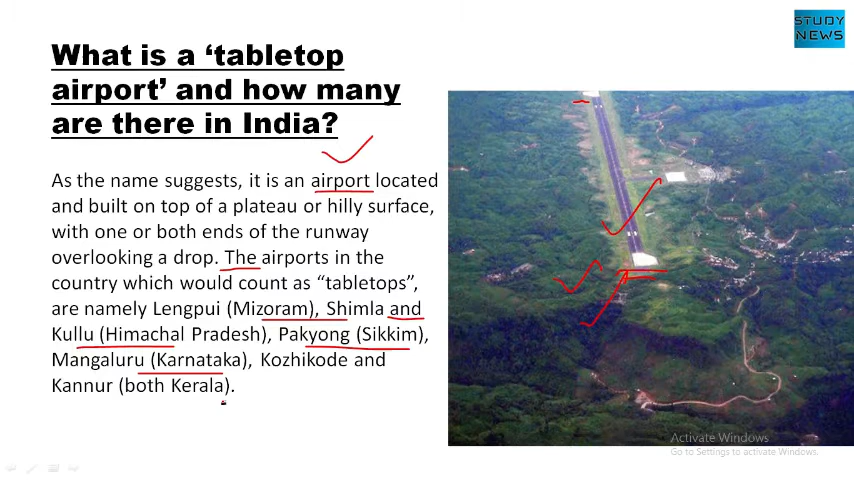 STUDY
NEWS
What is a ‘tabletop
airport’ and how many
are there in India?
As the name suggests, it is an airport located
and built on top of a plateau or hilly surface,
with one or both ends of the runway
overlooking a drop. The airports in the
country which would count as “tabletops”,
are namely Lengpui (Mizoram), Shimla and
Kullu (Himachal Pradesh), Pakyong (Sikkim),
Mangaluru (Karnataka), Kozhikode and
Kannur (both Kerala).
Activate Windows
Go to Settings to activate Windows.